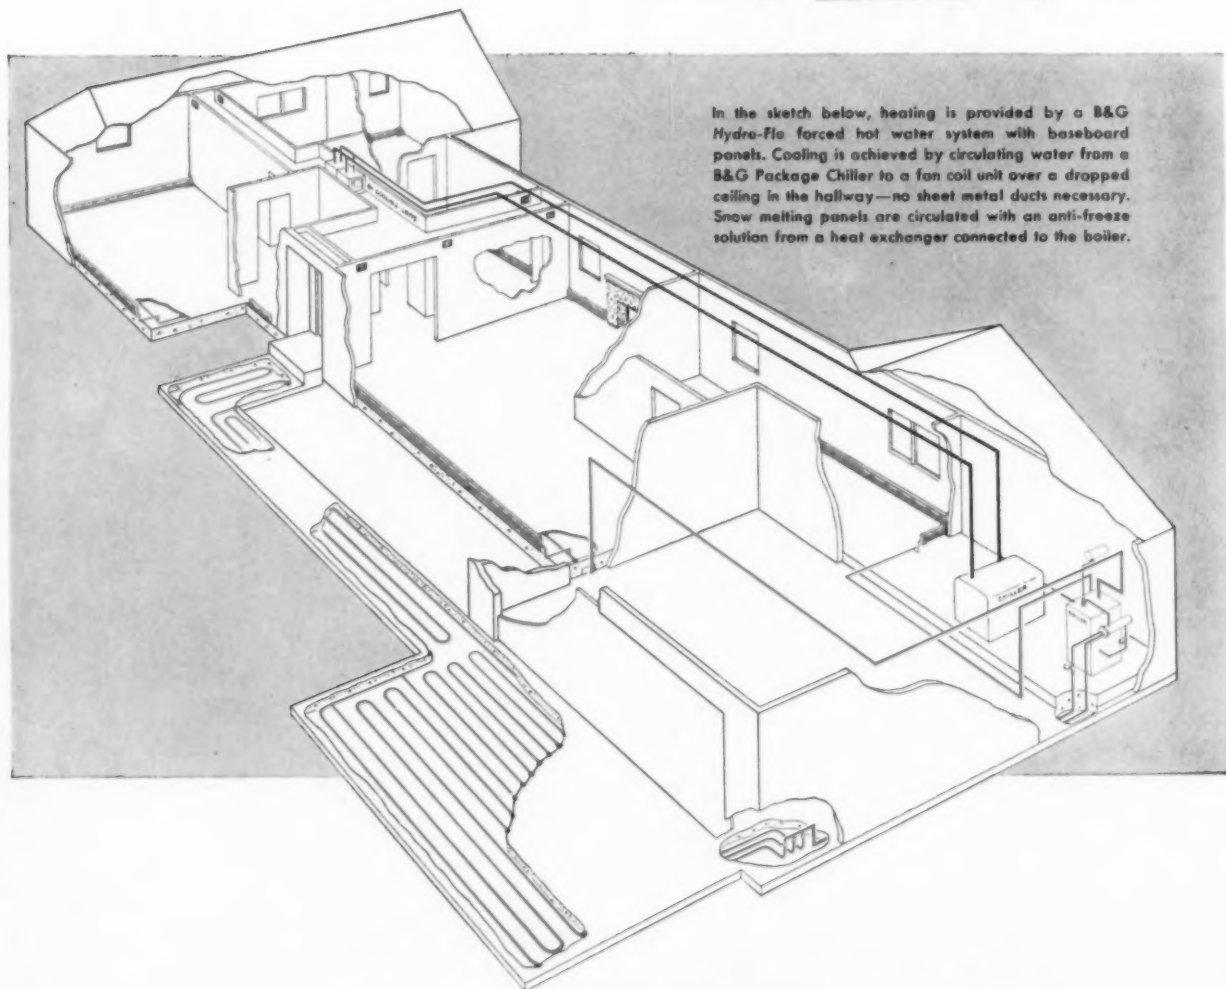 In the sketch below, heating is provided by a B&G
Hydro-Flo forced hot water system with baseboard
panels. Cooling is achieved by circulating water from a
B&G Package Chiller to a fan coil unit over a dropped
ceiling in the hallway—no sheet metal ducts necessary.
Snow melting panels are circulated with an anti-freeze
solution from a heat exchanger connected to the boiler.
CHILLER